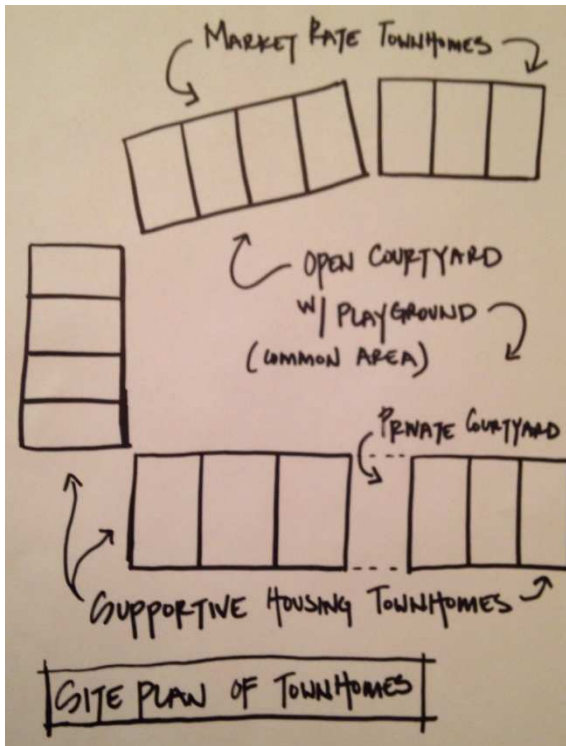 MARKET RATE TOWNHOMES
OPEN COURTYARD
W/ PLAYGROUND
(COMMON AREA)
PRIVATE COURTYARD
SUPPORTIVE HOUSING TOWNHOMES
SITE PLAN OF TOWNHOMES